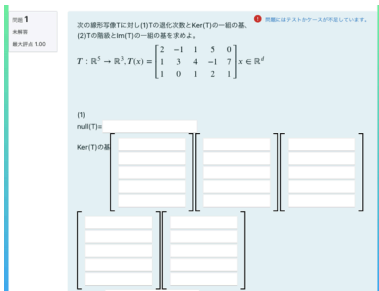 問題 1
未解答
最大評点 1.00
次の線形写像Tに対し(1)Tの退化次数とKer(T)の一組の基、
(2)Tの階級とIm(T)の一組の基を求めよ。
問題にはテストかケースが不足しています。
T : ℝ⁵ → ℝ³, T(x) = [2 −1 1 5 0
1 3 4 −1 7
1 0 1 2 1] x ∈ ℝᵈ
(1)
null(T)=
Ker(T)の基